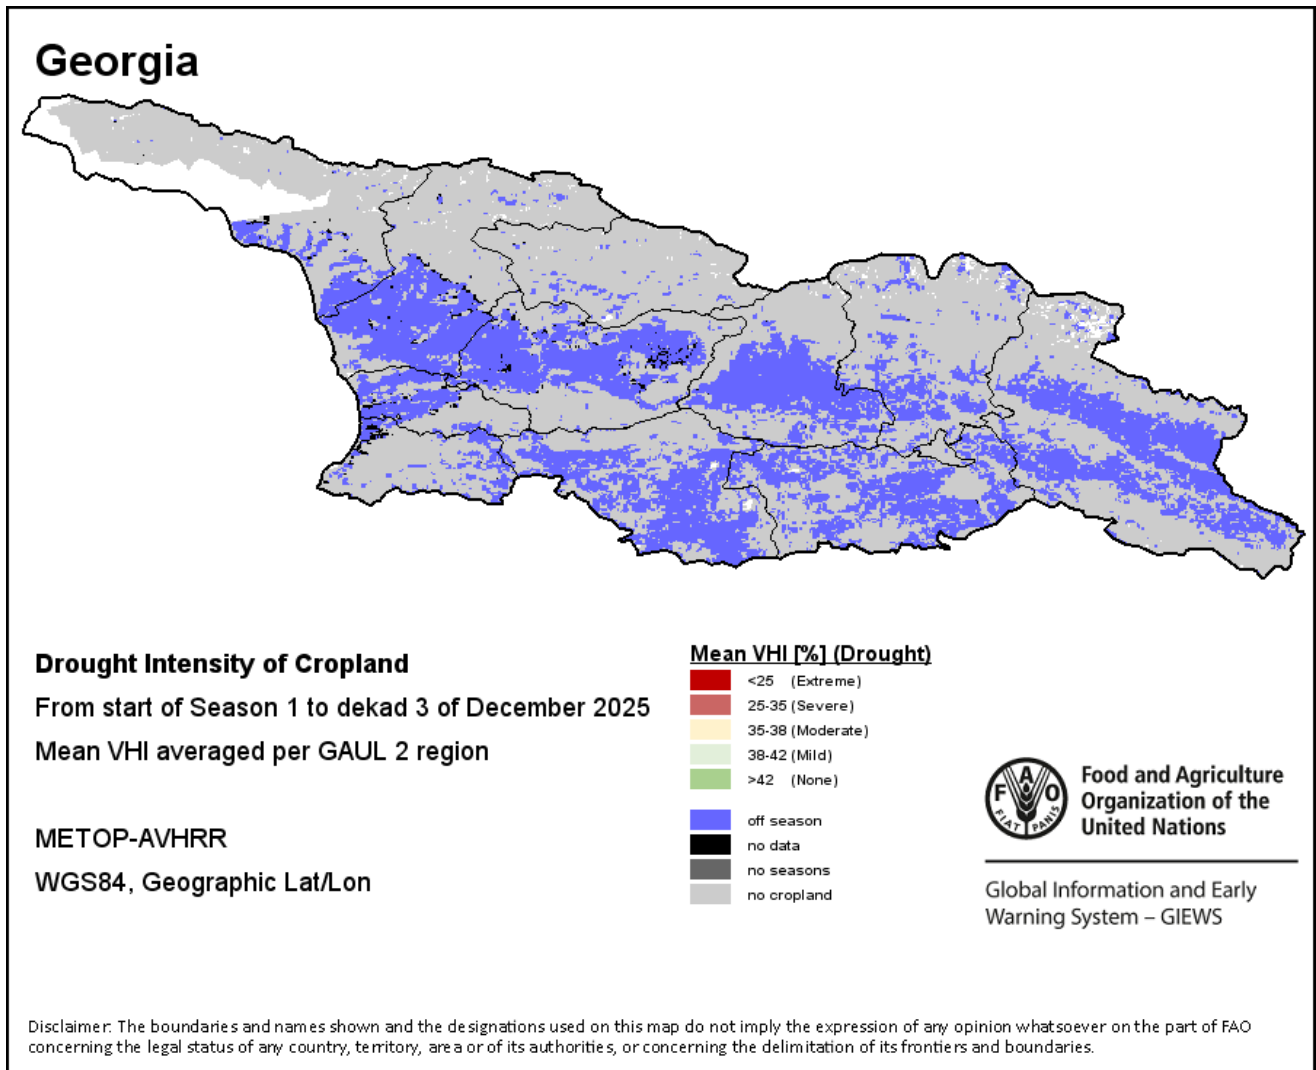 Georgia
Drought Intensity of Cropland
From start of Season 1 to dekad 3 of December 2025
Mean VHI averaged per GAUL 2 region
METOP-AVHRR
WGS84, Geographic Lat/Lon
Mean VHI [%] (Drought)
<25 (Extreme)
25-35 (Severe)
35-38 (Moderate)
38-42 (Mild)
>42 (None)
off season
no data
no seasons
no cropland
F A O
FIAT PANIS
Food and Agriculture
Organization of the
United Nations
Global Information and Early
Warning System – GIEWS
Disclaimer: The boundaries and names shown and the designations used on this map do not imply the expression of any opinion whatsoever on the part of FAO
concerning the legal status of any country, territory, area or of its authorities, or concerning the delimitation of its frontiers and boundaries.